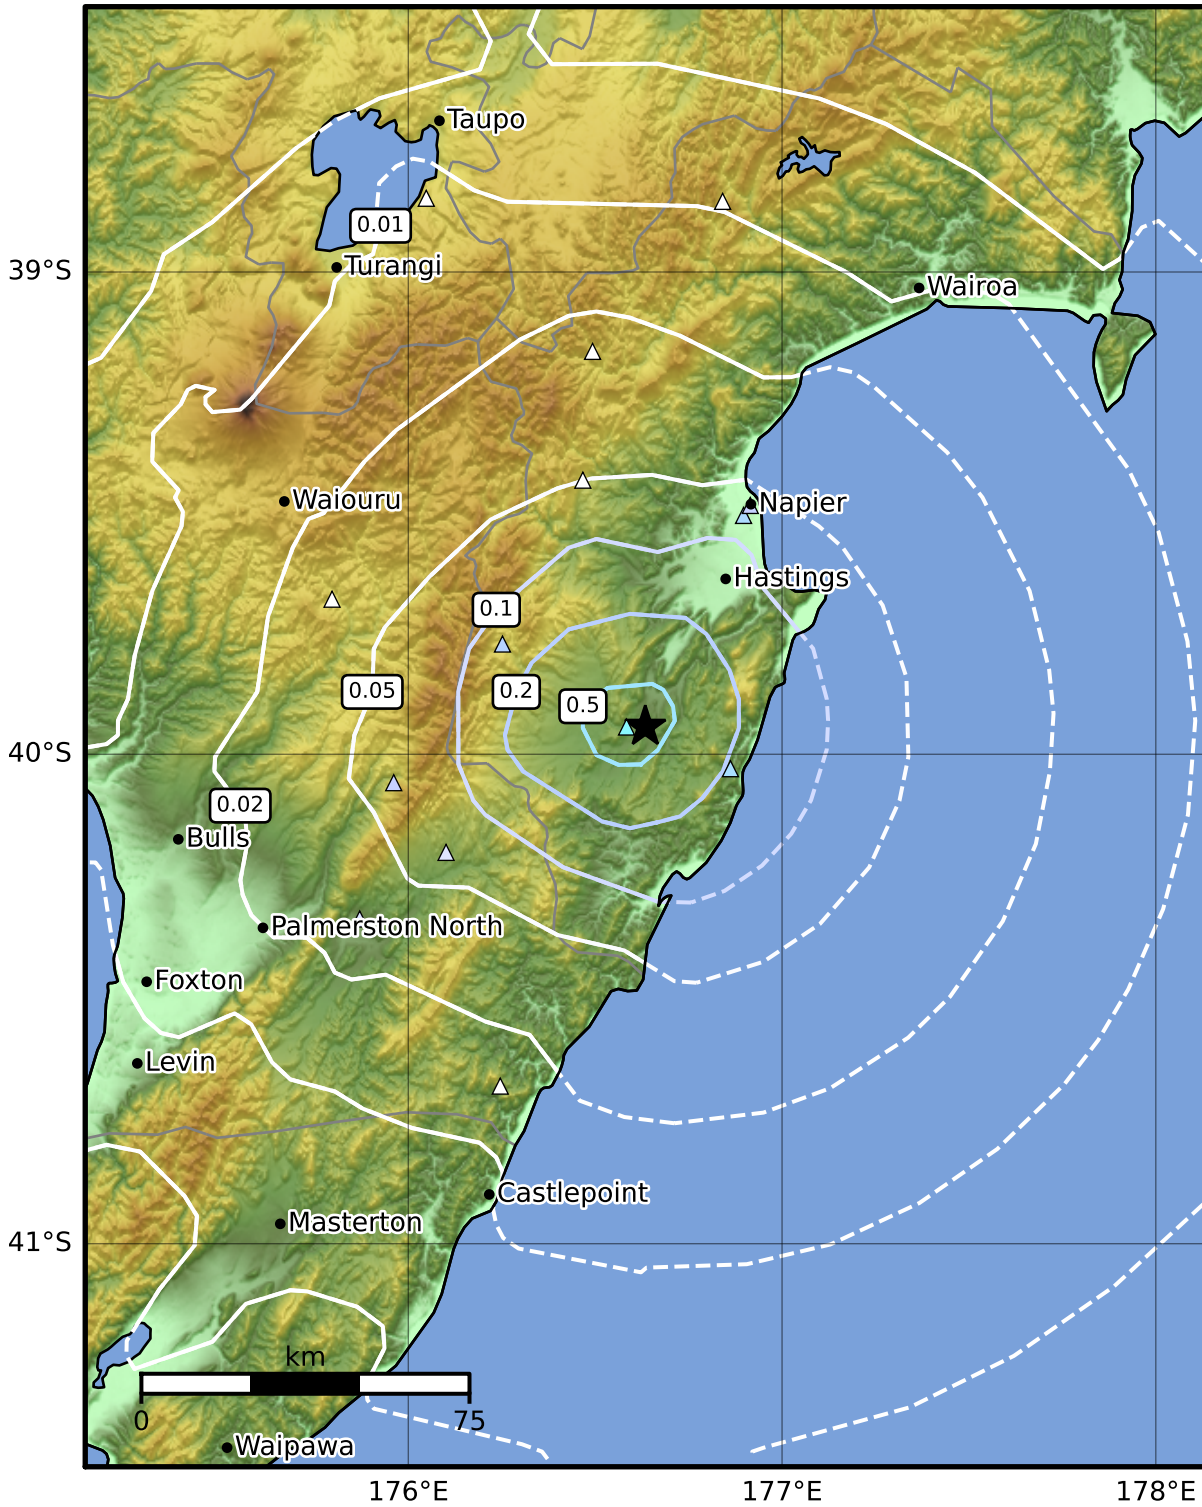 Taupo
0.01
Turangi
39°S
Wairoa
Waiouru
Napier
Hastings
0.1
0.05
0.2
0.5
40°S
0.02
Bulls
Palmerston North
Foxton
Levin
Castlepoint
Masterton
41°S
km
0 75
Waipawa
176°E 177°E 178°E